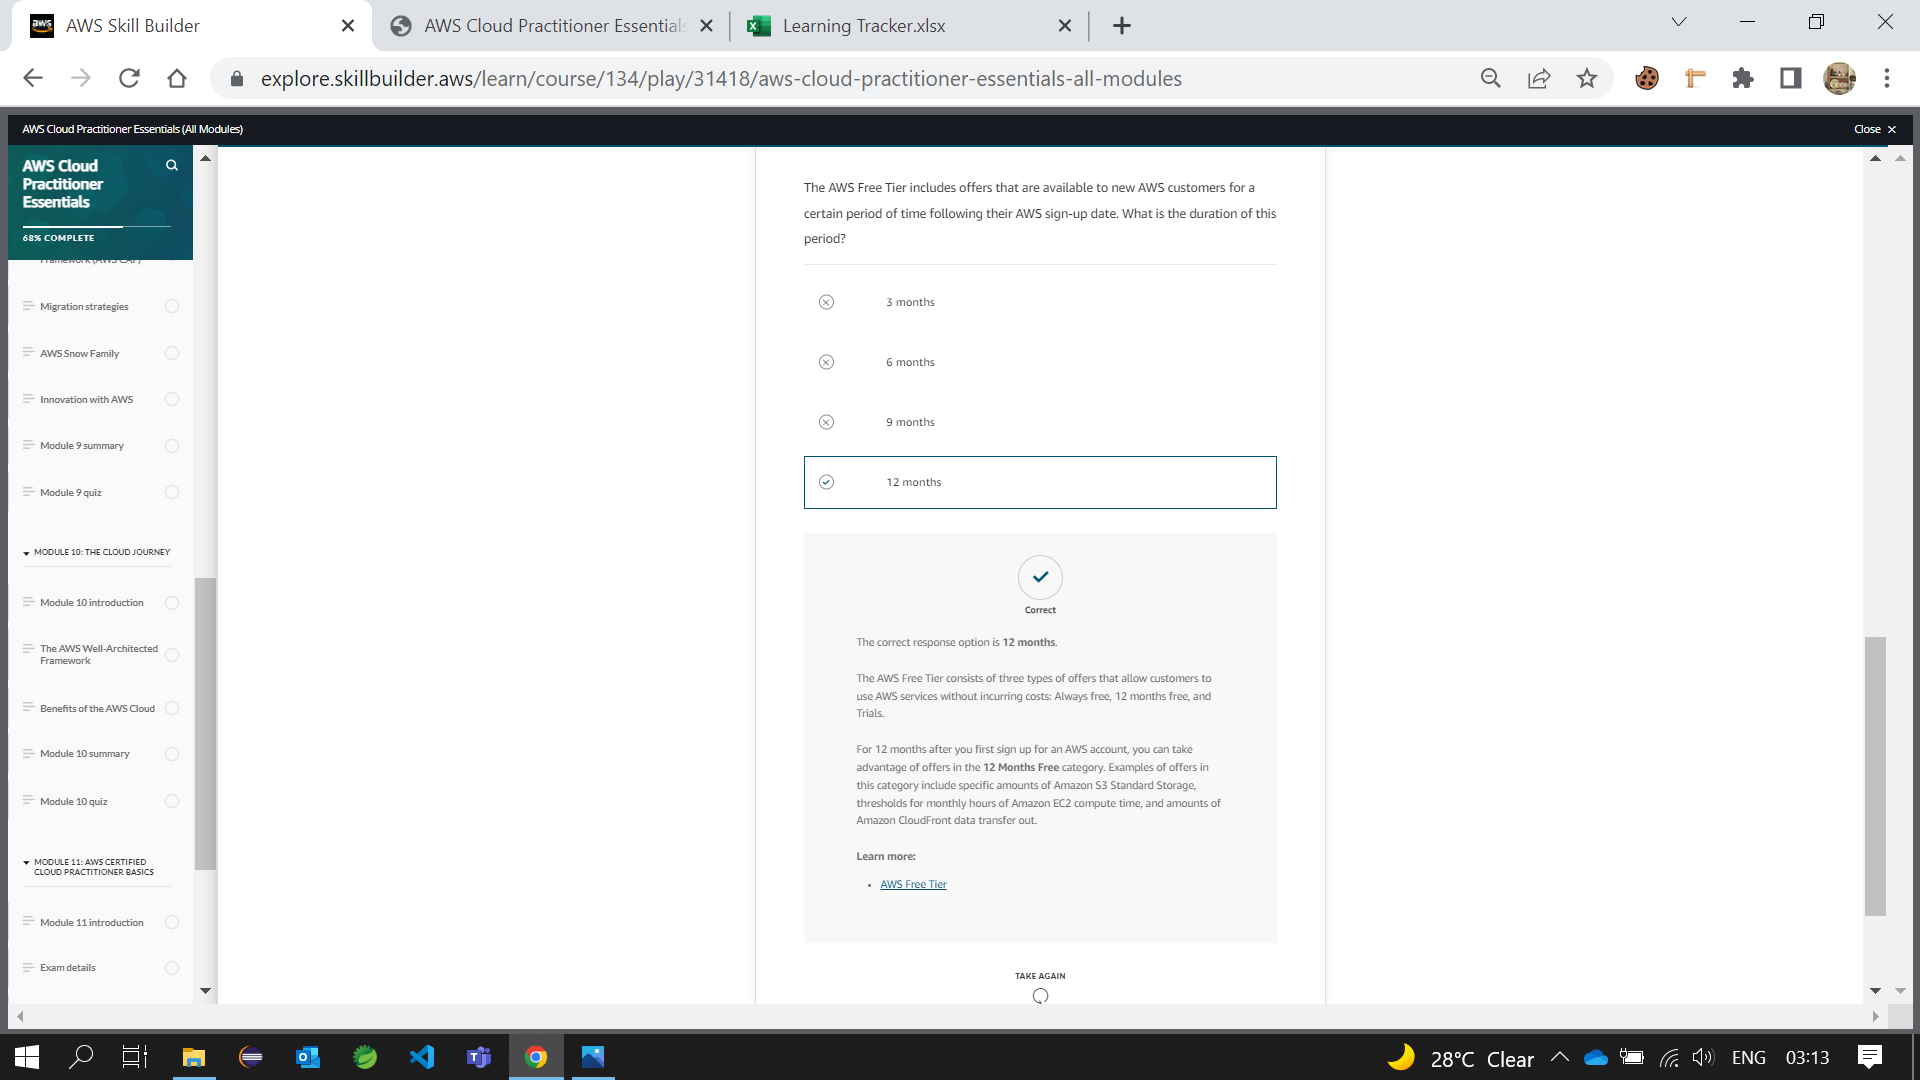 AWS Skill Builder
AWS Cloud Practitioner Essentials
Learning Tracker.xlsx
explore.skillbuilder.aws/learn/course/134/play/31418/aws-cloud-practitioner-essentials-all-modules
AWS Cloud Practitioner Essentials (All Modules)
Close
AWS Cloud
Practitioner
Essentials
68% COMPLETE
Framework (AWS CAF)
Migration strategies
AWS Snow Family
Innovation with AWS
Module 9 summary
Module 9 quiz
MODULE 10: THE CLOUD JOURNEY
Module 10 introduction
The AWS Well-Architected
Framework
Benefits of the AWS Cloud
Module 10 summary
Module 10 quiz
MODULE 11: AWS CERTIFIED
CLOUD PRACTITIONER BASICS
Module 11 introduction
Exam details
The AWS Free Tier includes offers that are available to new AWS customers for a
certain period of time following their AWS sign-up date. What is the duration of this
period?
3 months
6 months
9 months
12 months
Correct
The correct response option is 12 months.
The AWS Free Tier consists of three types of offers that allow customers to
use AWS services without incurring costs: Always free, 12 months free, and
Trials.
For 12 months after you first sign up for an AWS account, you can take
advantage of offers in the 12 Months Free category. Examples of offers in
this category include specific amounts of Amazon S3 Standard Storage,
thresholds for monthly hours of Amazon EC2 compute time, and amounts of
Amazon CloudFront data transfer out.
Learn more:
• AWS Free Tier
TAKE AGAIN
28°C Clear
ENG
03:13